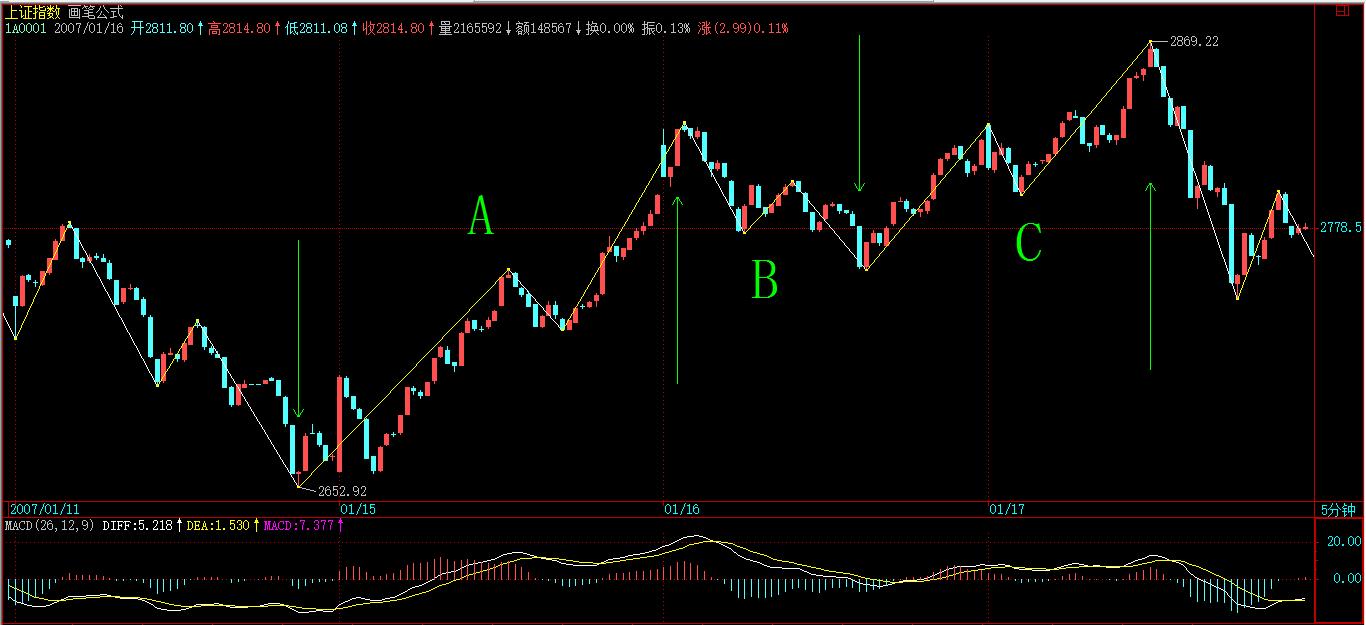 上证指数 画笔公式
1A0001 2007/01/16 开2811.80↑高2814.80↑低2811.08↑收2814.80↑量2165592↓额148567↓换0.00% 振0.13% 涨(2.99)0.11%
2869.22
A
C
2778.5
B
2652.92
2007/01/11 01/15 01/16 01/17 5分钟
MACD(26,12,9) DIFF:5.218↑DEA:1.530↑MACD:7.377↑
20.00
0.00